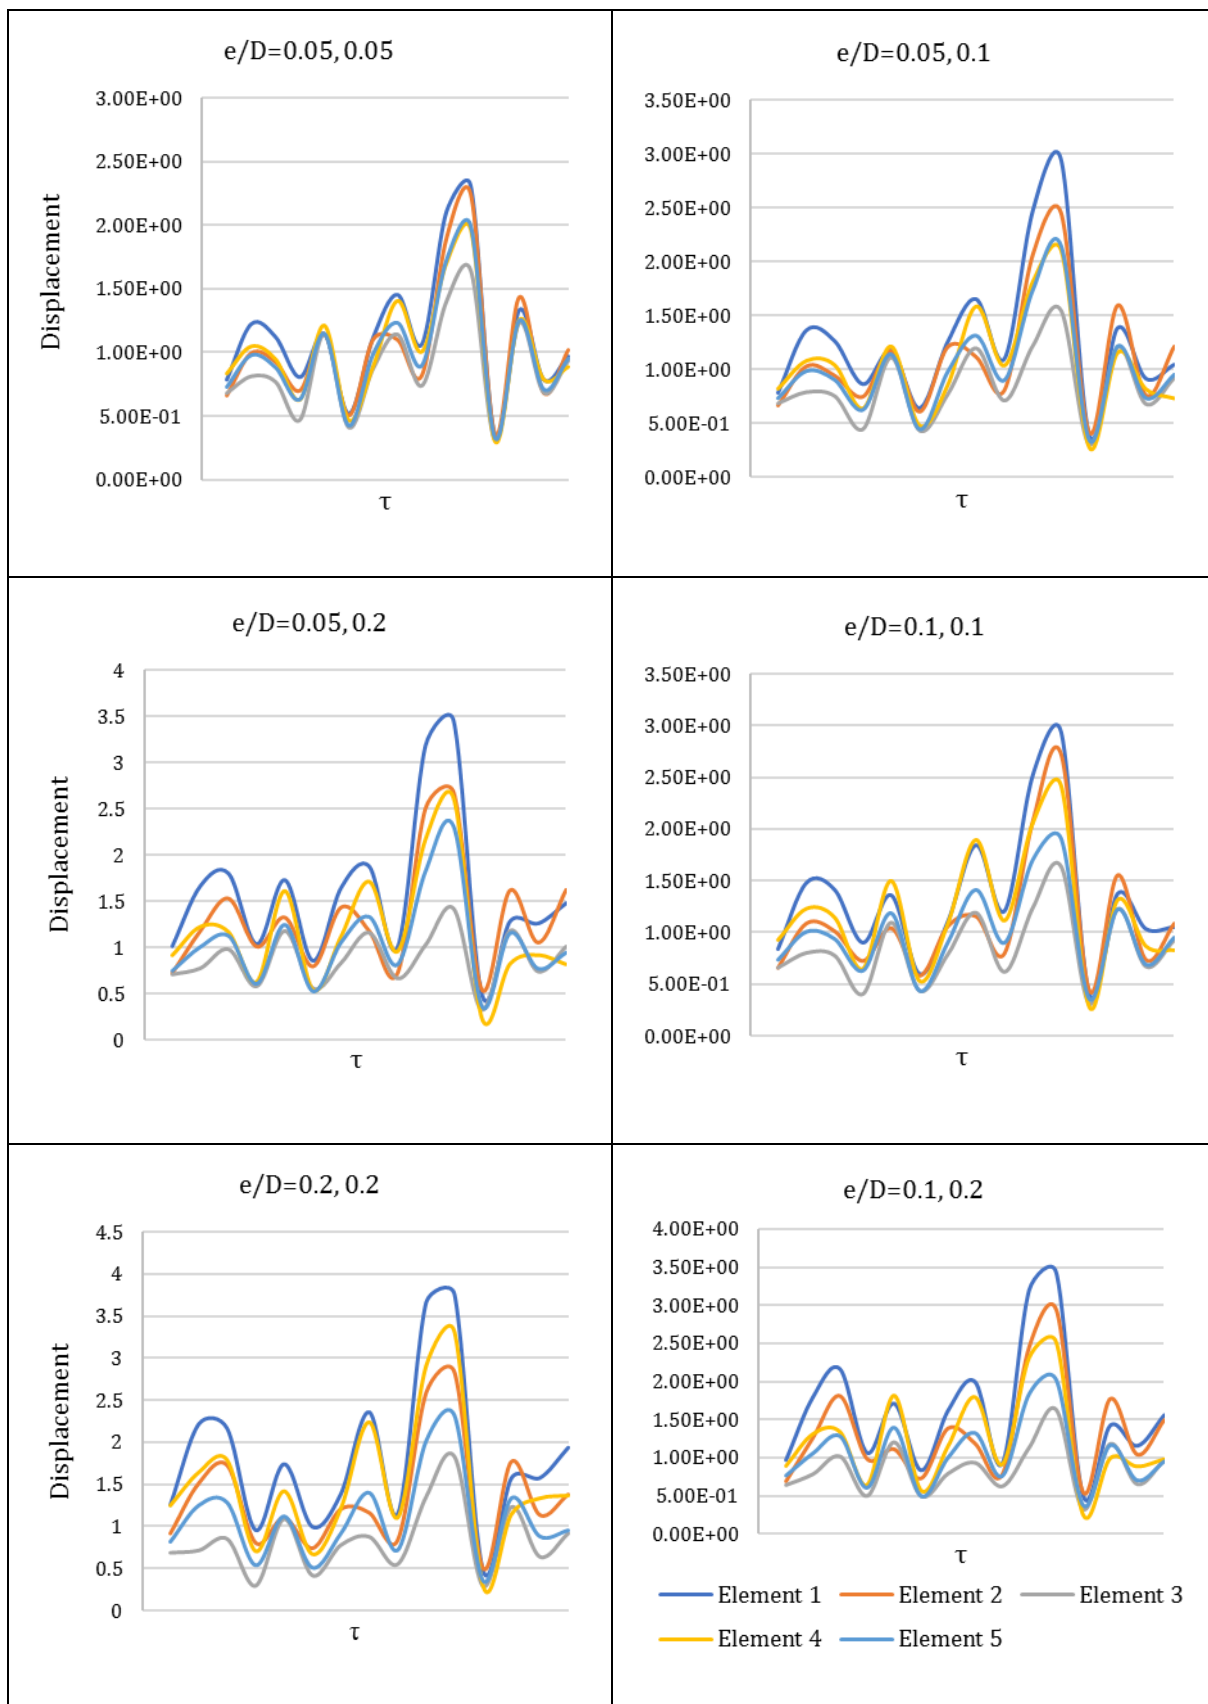 e/D=0.05, 0.05
3.00E+00
2.50E+00
2.00E+00
1.50E+00
1.00E+00
5.00E-01
0.00E+00
Displacement
τ
e/D=0.05, 0.1
3.50E+00
3.00E+00
2.50E+00
2.00E+00
1.50E+00
1.00E+00
5.00E-01
0.00E+00
τ
e/D=0.05, 0.2
4
3.5
3
2.5
2
1.5
1
0.5
0
Displacement
τ
e/D=0.1, 0.1
3.50E+00
3.00E+00
2.50E+00
2.00E+00
1.50E+00
1.00E+00
5.00E-01
0.00E+00
τ
e/D=0.2, 0.2
4.5
4
3.5
3
2.5
2
1.5
1
0.5
0
Displacement
τ
e/D=0.1, 0.2
4.00E+00
3.50E+00
3.00E+00
2.50E+00
2.00E+00
1.50E+00
1.00E+00
5.00E-01
0.00E+00
τ
Element 1 Element 2 Element 3
Element 4 Element 5